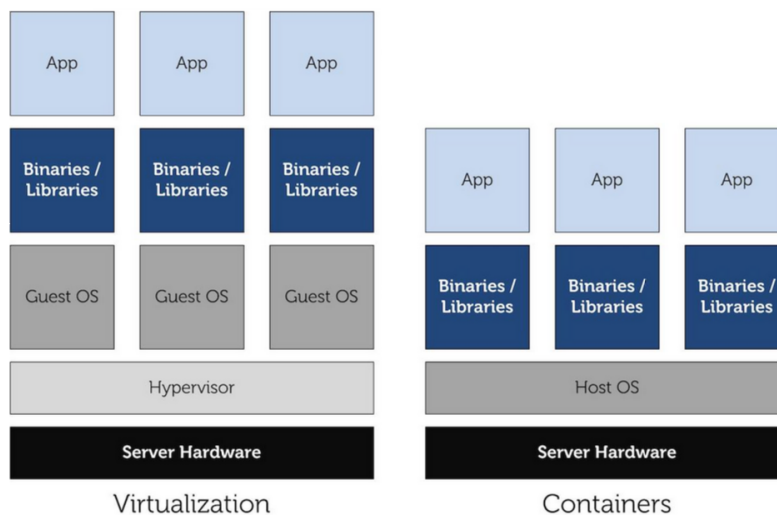 App
App
App
Binaries /
Libraries
Binaries /
Libraries
Binaries /
Libraries
Guest OS
Guest OS
Guest OS
Hypervisor
Server Hardware
Virtualization
App
App
App
Binaries /
Libraries
Binaries /
Libraries
Binaries /
Libraries
Host OS
Server Hardware
Containers